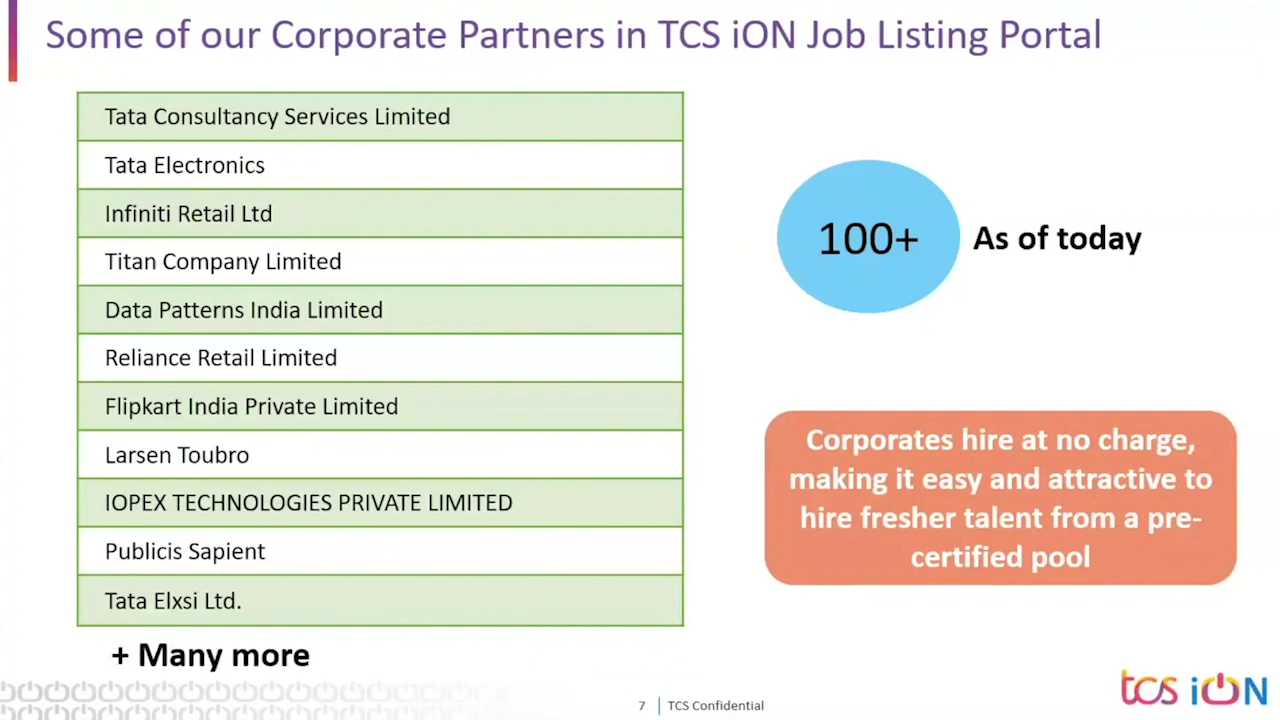 Some of our Corporate Partners in TCS iON Job Listing Portal
Tata Consultancy Services Limited
Tata Electronics
Infiniti Retail Ltd
Titan Company Limited
Data Patterns India Limited
Reliance Retail Limited
Flipkart India Private Limited
Larsen Toubro
IOPEX TECHNOLOGIES PRIVATE LIMITED
Publicis Sapient
Tata Elxsi Ltd.
+ Many more
100+
As of today
Corporates hire at no charge,
making it easy and attractive to
hire fresher talent from a pre-
certified pool
7
TCS Confidential
tcs iON